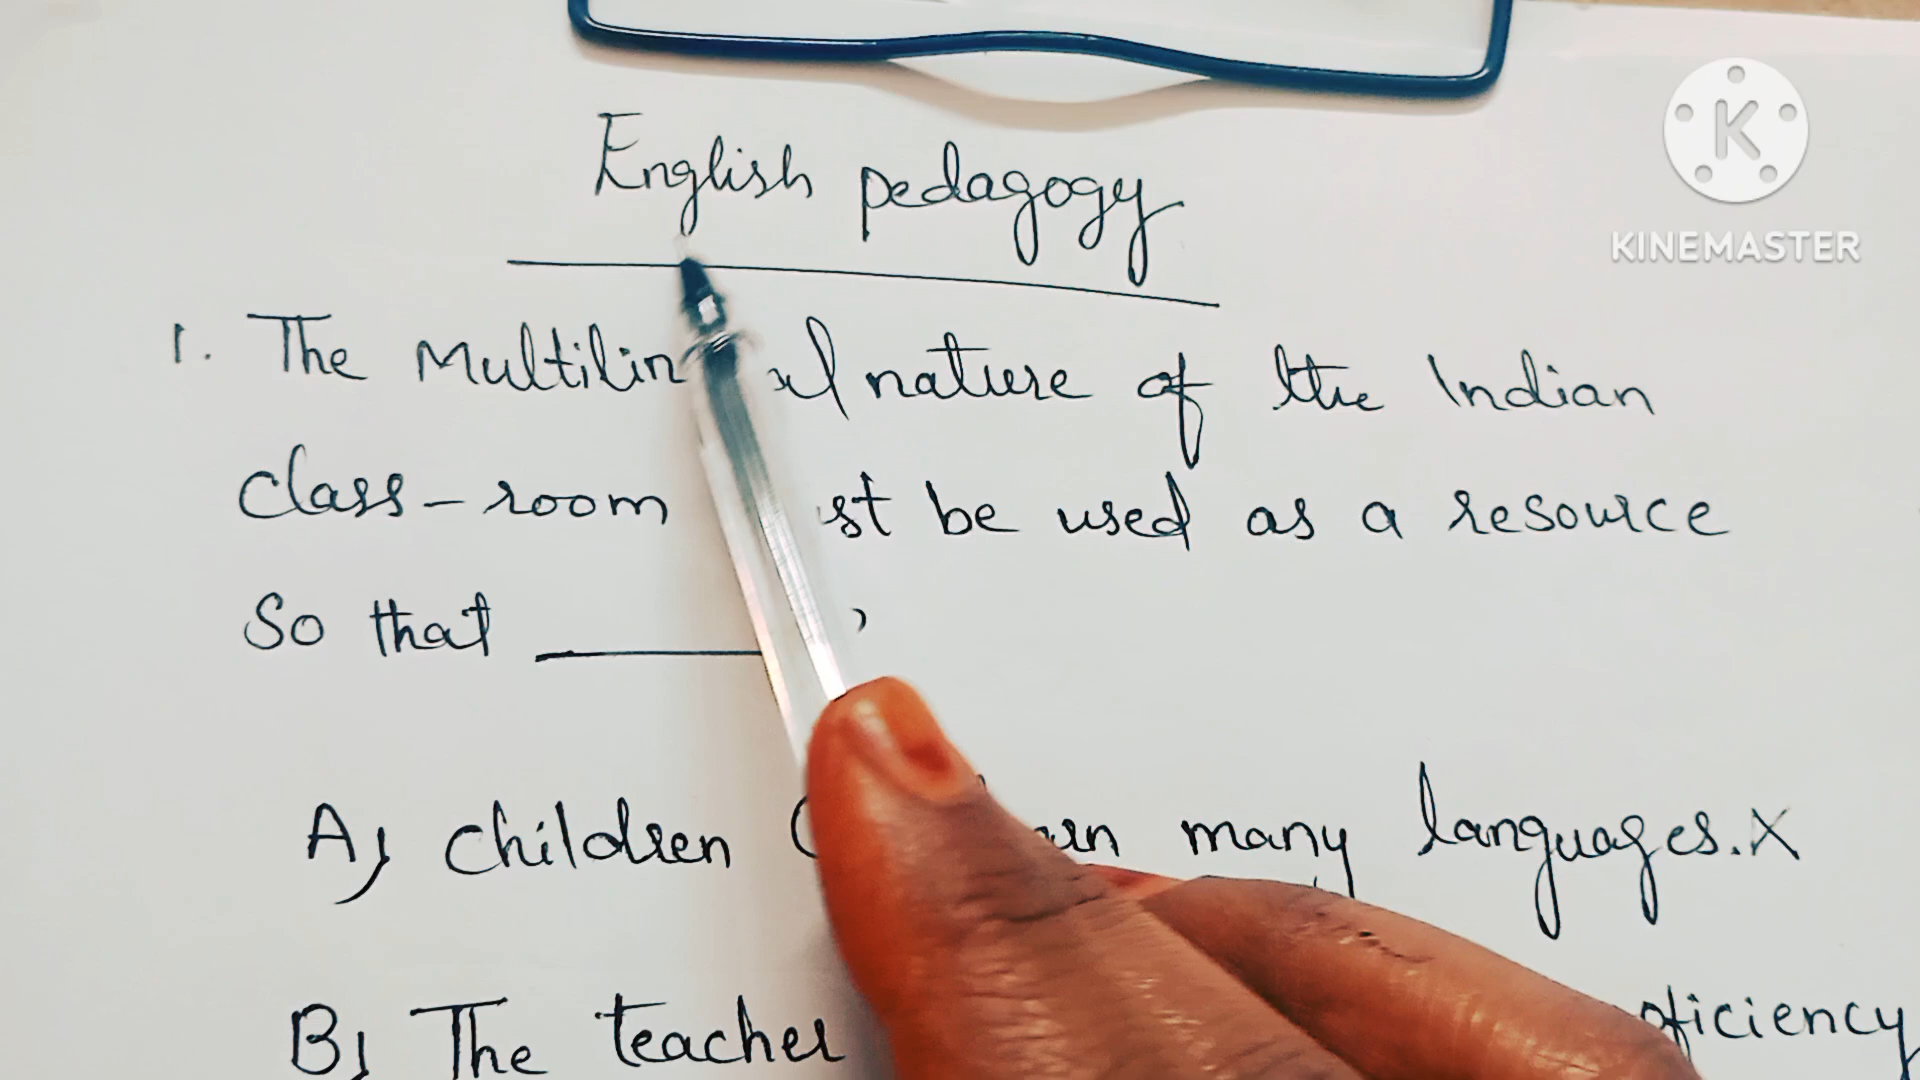 English pedagogy
KINEMASTER
1. The Multilin nature of the Indian
class-room be used as a resource
So that
A) children many languages. X
B) The teacher